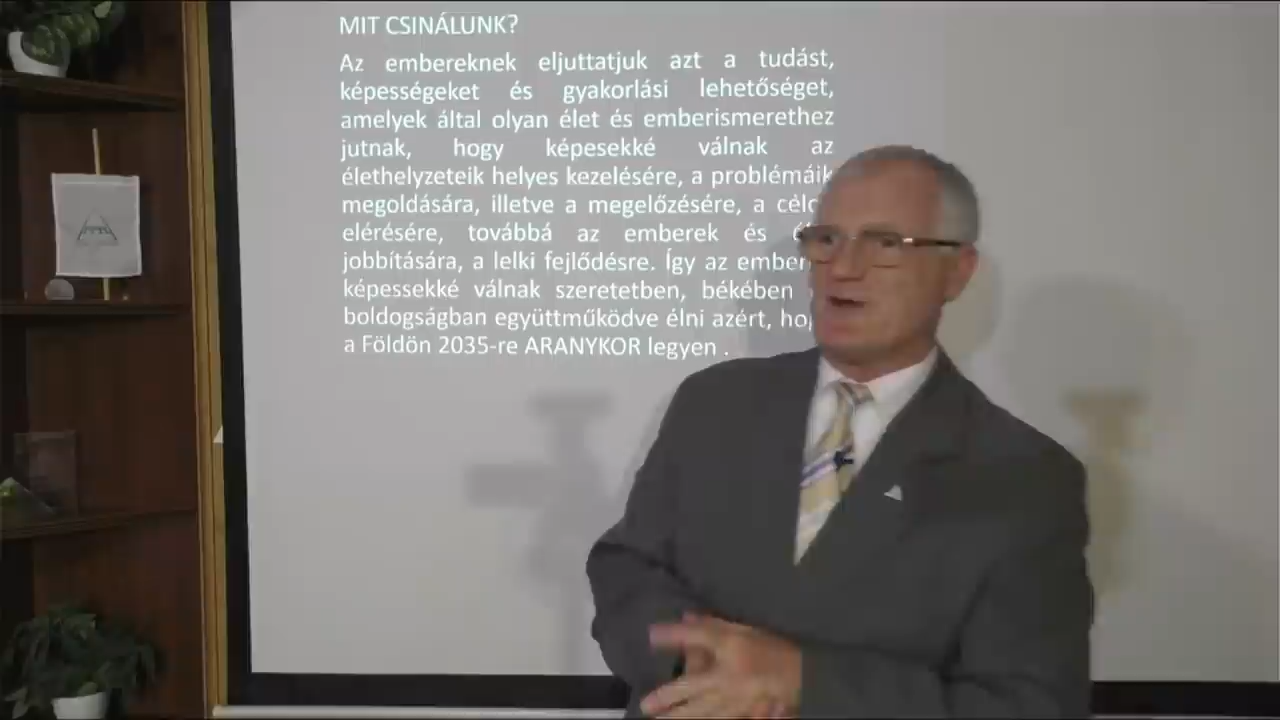 MIT CSINÁLUNK?
Az embereknek eljuttatjuk azt a tudást,
képességeket és gyakorlási lehetőséget,
amelyek által olyan élet és emberismerethez
jutnak, hogy képesekké válnak az
élethelyzeteik helyes kezelésére, a problémáik
megoldására, illetve a megelőzésére, a
elérésére, továbbá az emberek és
jobbítására, a lelki fejlődésre. Így az
képessekké válnak szeretetben, békében
boldogságban együttműködve élni azért,
a Földön 2035-re ARANYKOR legyen .